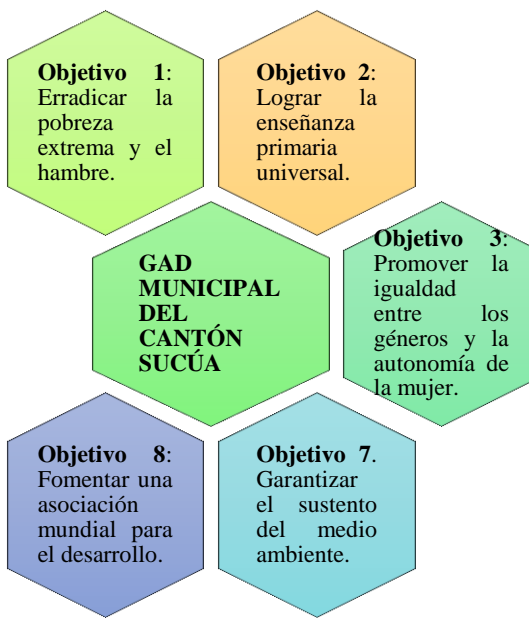 Objetivo 1:
Erradicar la
pobreza
extrema y el
hambre.
Objetivo 2:
Lograr la
enseñanza
primaria
universal.
Objetivo 3:
Promover la
igualdad
entre los
géneros y la
autonomía de
la mujer.
GAD
MUNICIPAL
DEL
CANTÓN
SUCÚA
Objetivo 8:
Fomentar una
asociación
mundial para
el desarrollo.
Objetivo 7.
Garantizar
el sustento
del medio
ambiente.